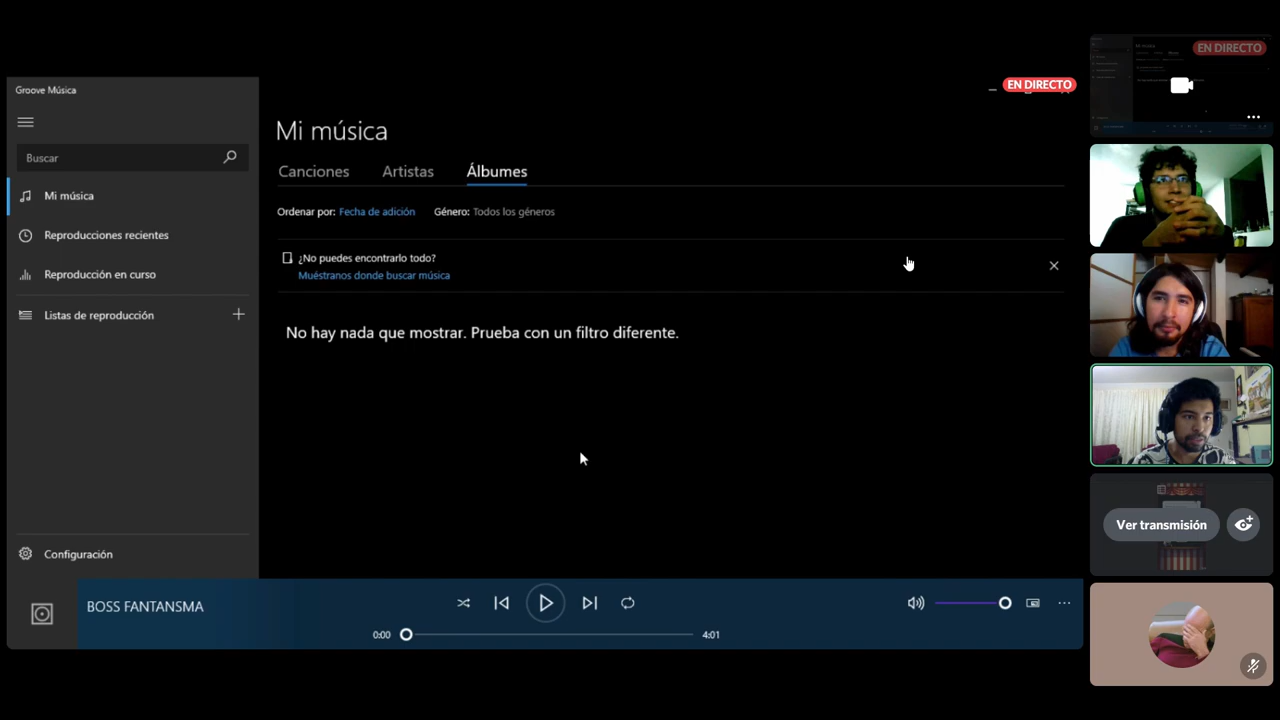 EN DIRECTO
Groove Música
EN DIRECTO
Mi música
Buscar
Canciones
Artistas
Álbumes
Mi música
Ordenar por: Fecha de adición
Género: Todos los géneros
Reproducciones recientes
¿No puedes encontrarlo todo?
Muéstranos donde buscar música
Reproducción en curso
Listas de reproducción
No hay nada que mostrar. Prueba con un filtro diferente.
Ver transmisión
Configuración
BOSS FANTANSMA
0:00
4:01